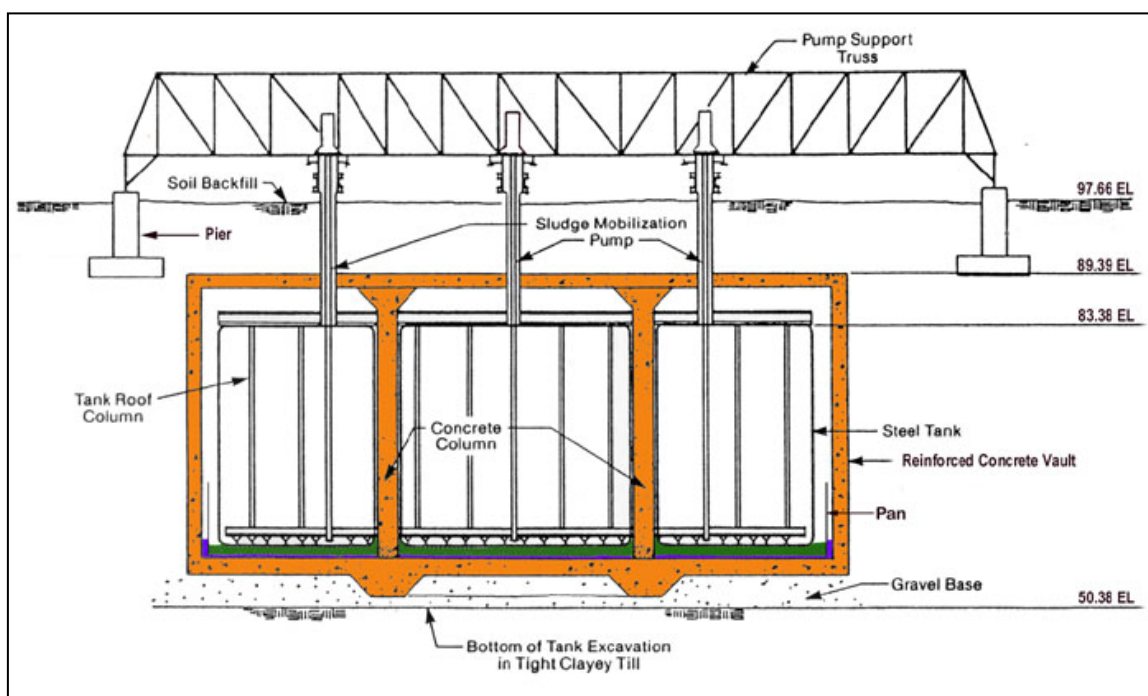 Pump Support
Truss
Soil Backfill
97.66 EL
Pier
Sludge Mobilization
Pump
89.39 EL
83.38 EL
Tank Roof
Column
Concrete
Column
Steel Tank
Reinforced Concrete Vault
Pan
Gravel Base
50.38 EL
Bottom of Tank Excavation
in Tight Clayey Till